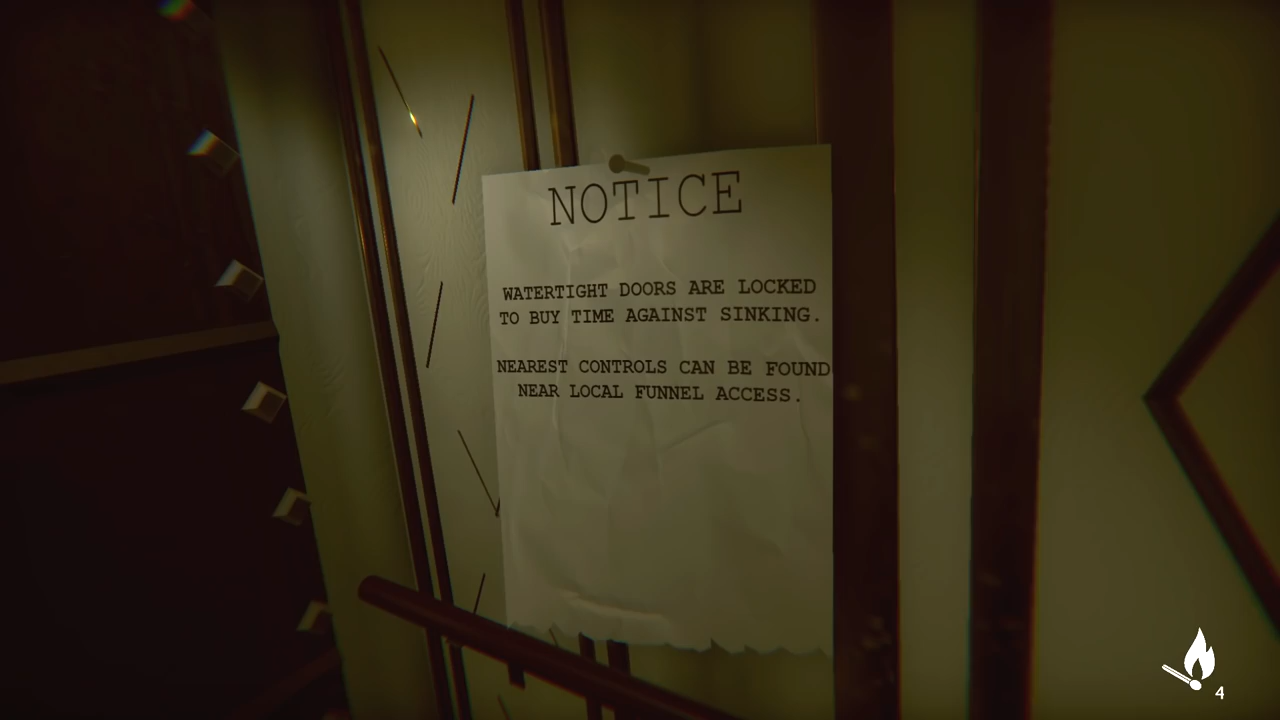 NOTICE
WATERTIGHT DOORS ARE LOCKED
TO BUY TIME AGAINST SINKING.
NEAREST CONTROLS CAN BE FOUND
NEAR LOCAL FUNNEL ACCESS.
4